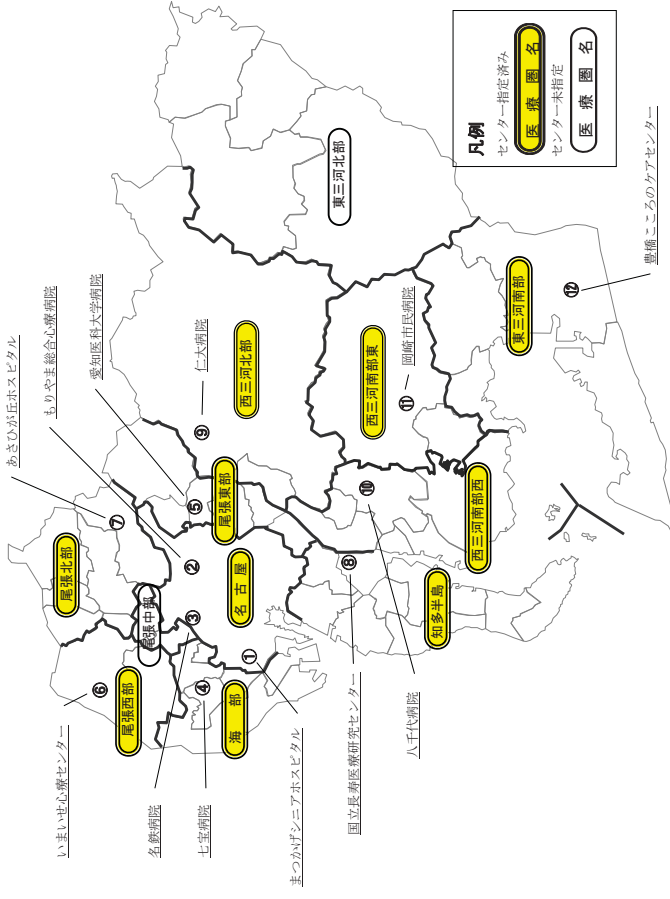 凡例
センター指定済み
医 療 圏 名
センター未指定
医 療 圏 名
あさひが丘ホスピタル
もりやま総合心療病院
愛知医科大学病院
仁大病院
岡崎市民病院
豊橋こころのケアセンター
東三河北部
西三河北部
西三河南部東
東三河南部
尾張北部
尾張中部
尾張東部
名古屋
尾張西部
海 部
知多半島
西三河南部西
①
②
③
④
⑤
⑥
⑦
⑧
⑨
⑩
⑪
⑫
いまいせ心療センター
名鉄病院
七宝病院
まつかげシニアホスピタル
国立長寿医療研究センター
八千代病院